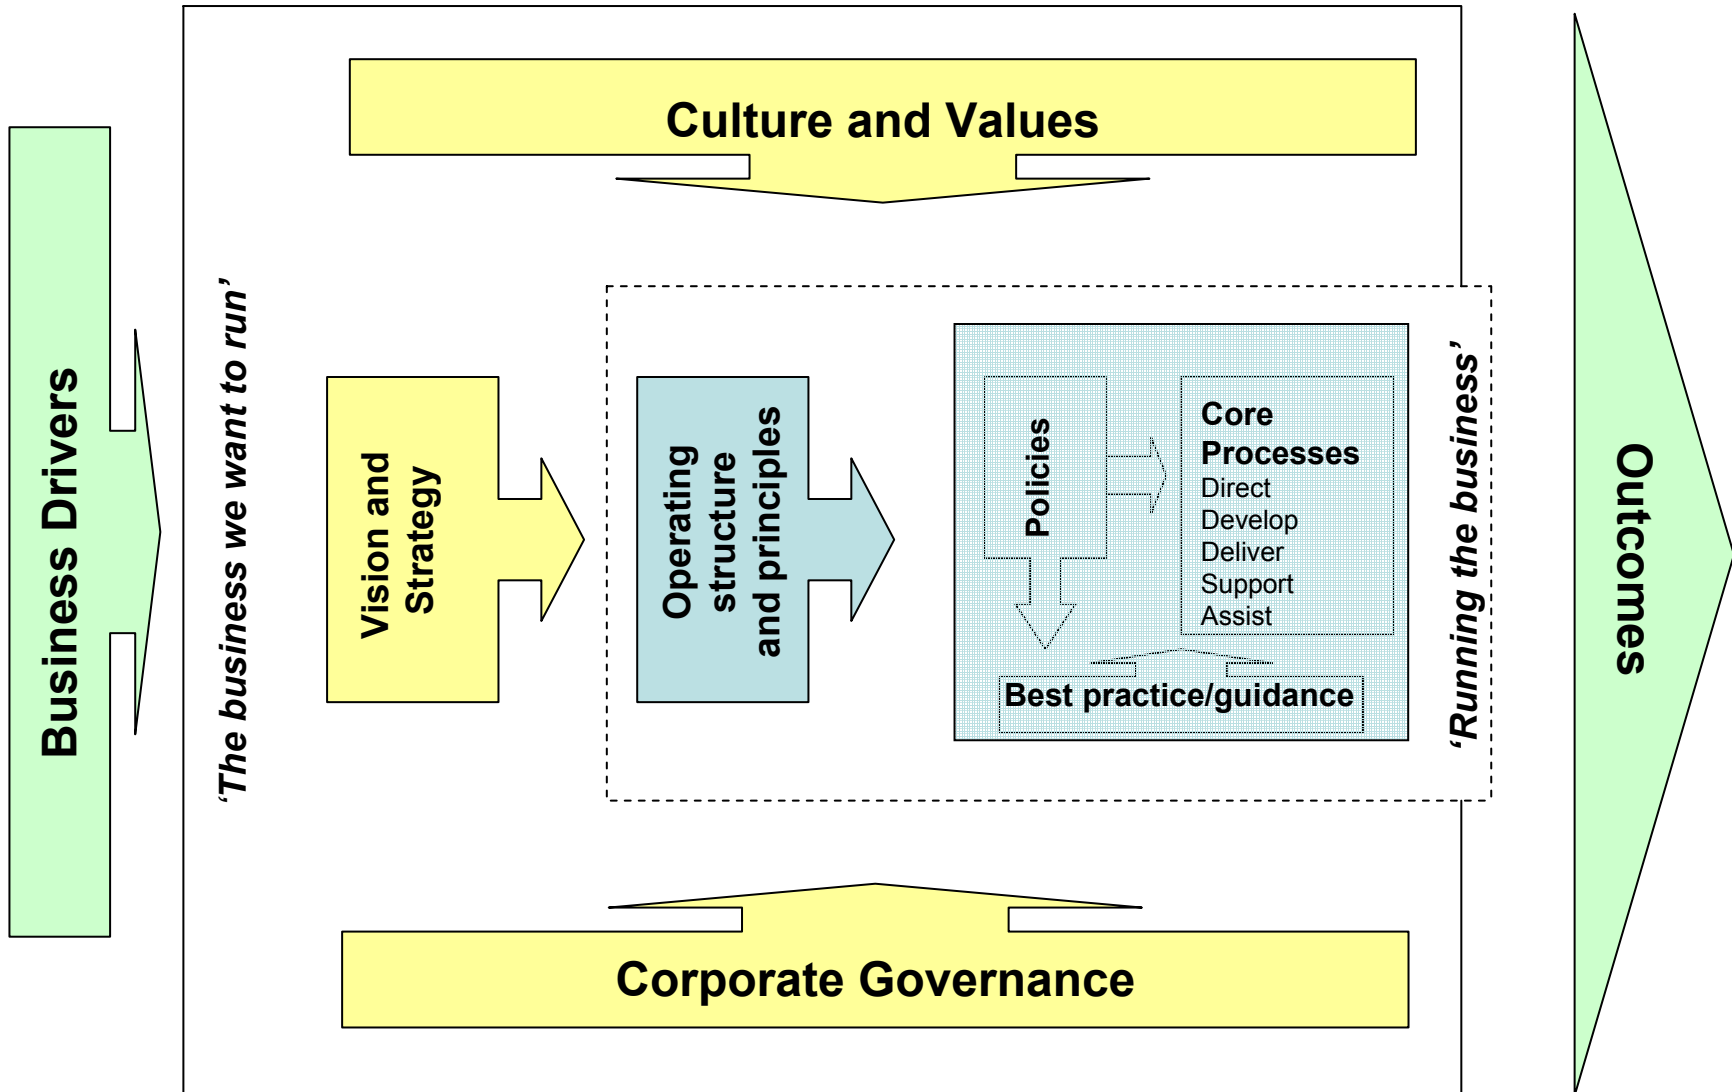 Culture and Values
Business Drivers
‘The business we want to run’
Vision and
Strategy
Operating
structure
and principles
Policies
Core
Processes
Direct
Develop
Deliver
Support
Assist
Best practice/guidance
‘Running the business’
Outcomes
Corporate Governance